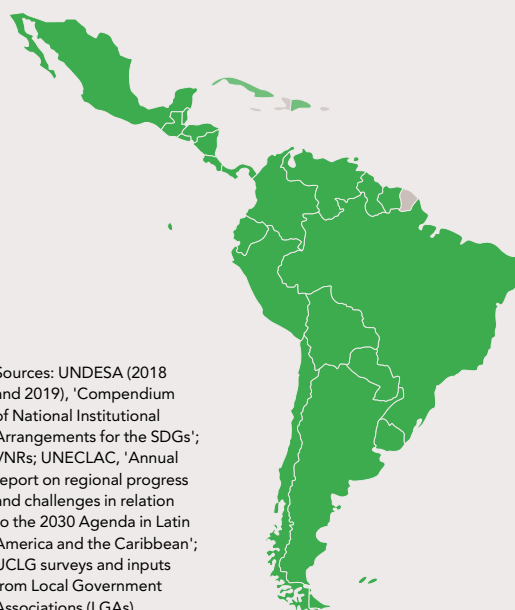 Sources: UNDESA (2018
and 2019), 'Compendium
of National Institutional
Arrangements for the SDGs';
VNRs; UNECLAC, 'Annual
report on regional progress
and challenges in relation
to the 2030 Agenda in Latin
America and the Caribbean';
UCLG surveys and inputs
from Local Government
Associations (LGAs)